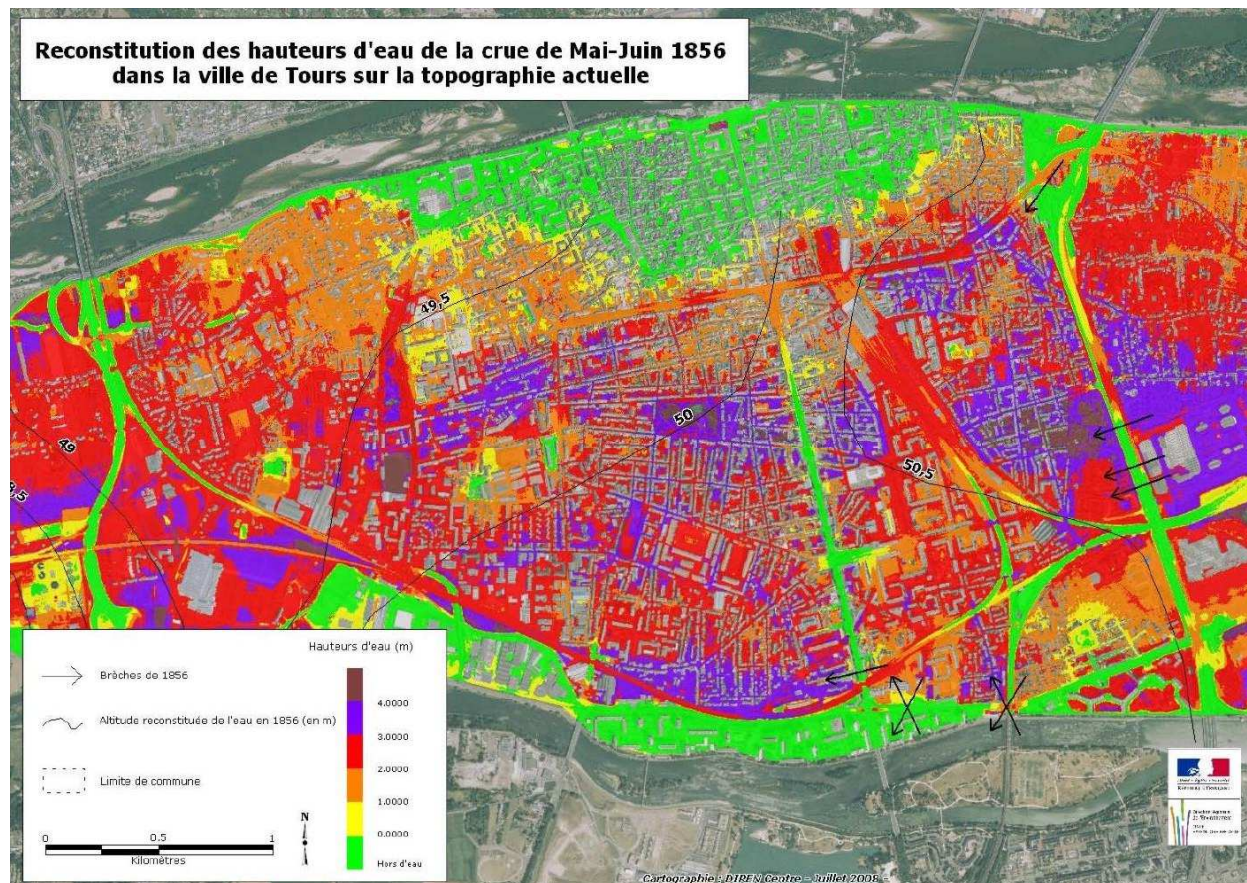 Reconstitution des hauteurs d'eau de la crue de Mai-Juin 1856
dans la ville de Tours sur la topographie actuelle
49,5
50
49
50,5
Hauteurs d'eau (m)
Brèches de 1856
Altitude reconstituée de l'eau en 1856 (en m)
Limite de commune
4.0000
3.0000
2.0000
1.0000
0.0000
Hors d'eau
0 0.5 1
Kilomètres
N
Cartographie : DIREN Centre - Juillet 2008 -